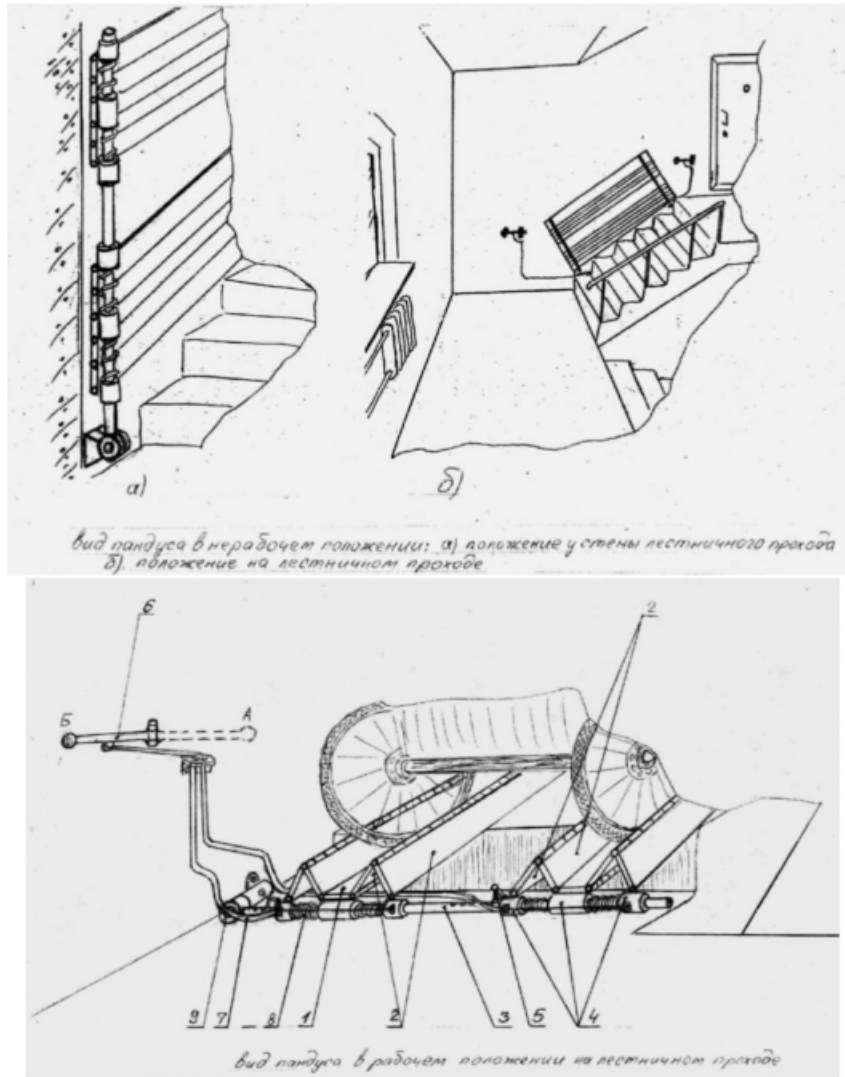 а)
б)
вид пандуса в нерабочем положении: а) положение у стены лестничного прохода
б). положение на лестничном проходе
6
2
Б
А
9 7 8 1 2 3 5 4
вид пандуса в рабочем положении на лестничном проходе